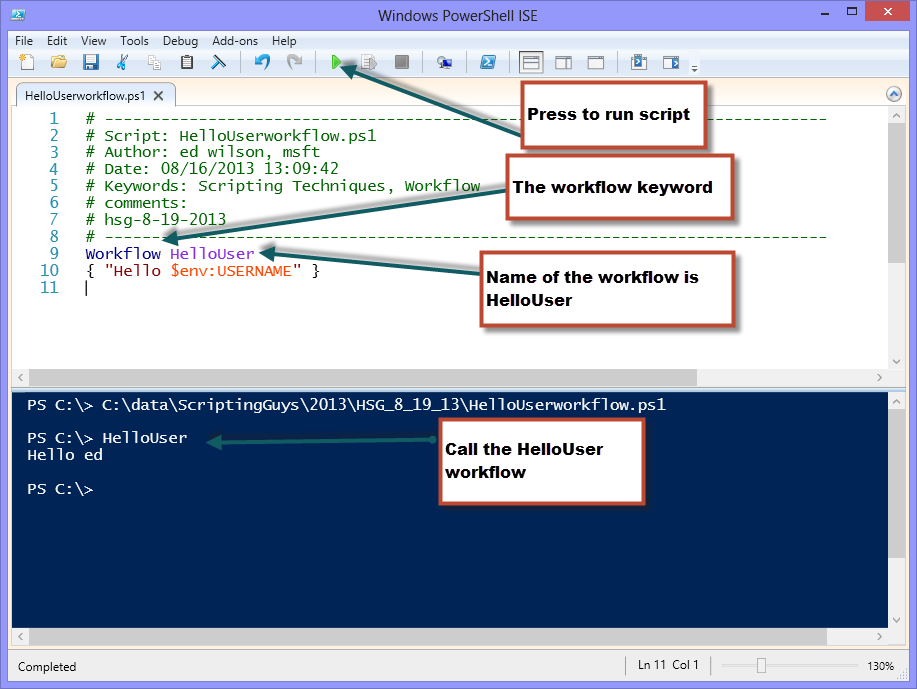 Windows PowerShell ISE
File Edit View Tools Debug Add-ons Help
HelloUserworkflow.ps1
1 # -----------------------------------------------------------------------------
2 # Script: HelloUserworkflow.ps1
3 # Author: ed wilson, msft
4 # Date: 08/16/2013 13:09:42
5 # Keywords: Scripting Techniques, Workflow
6 # comments:
7 # hsg-8-19-2013
8 # -----------------------------------------------------------------------------
9 Workflow HelloUser
10 { "Hello $env:USERNAME" }
11
Press to run script
The workflow keyword
Name of the workflow is
HelloUser
PS C:\> C:\data\ScriptingGuys\2013\HSG_8_19_13\HelloUserworkflow.ps1
PS C:\> HelloUser
Hello ed
PS C:\>
Call the HelloUser
workflow
Completed
Ln 11 Col 1
130%